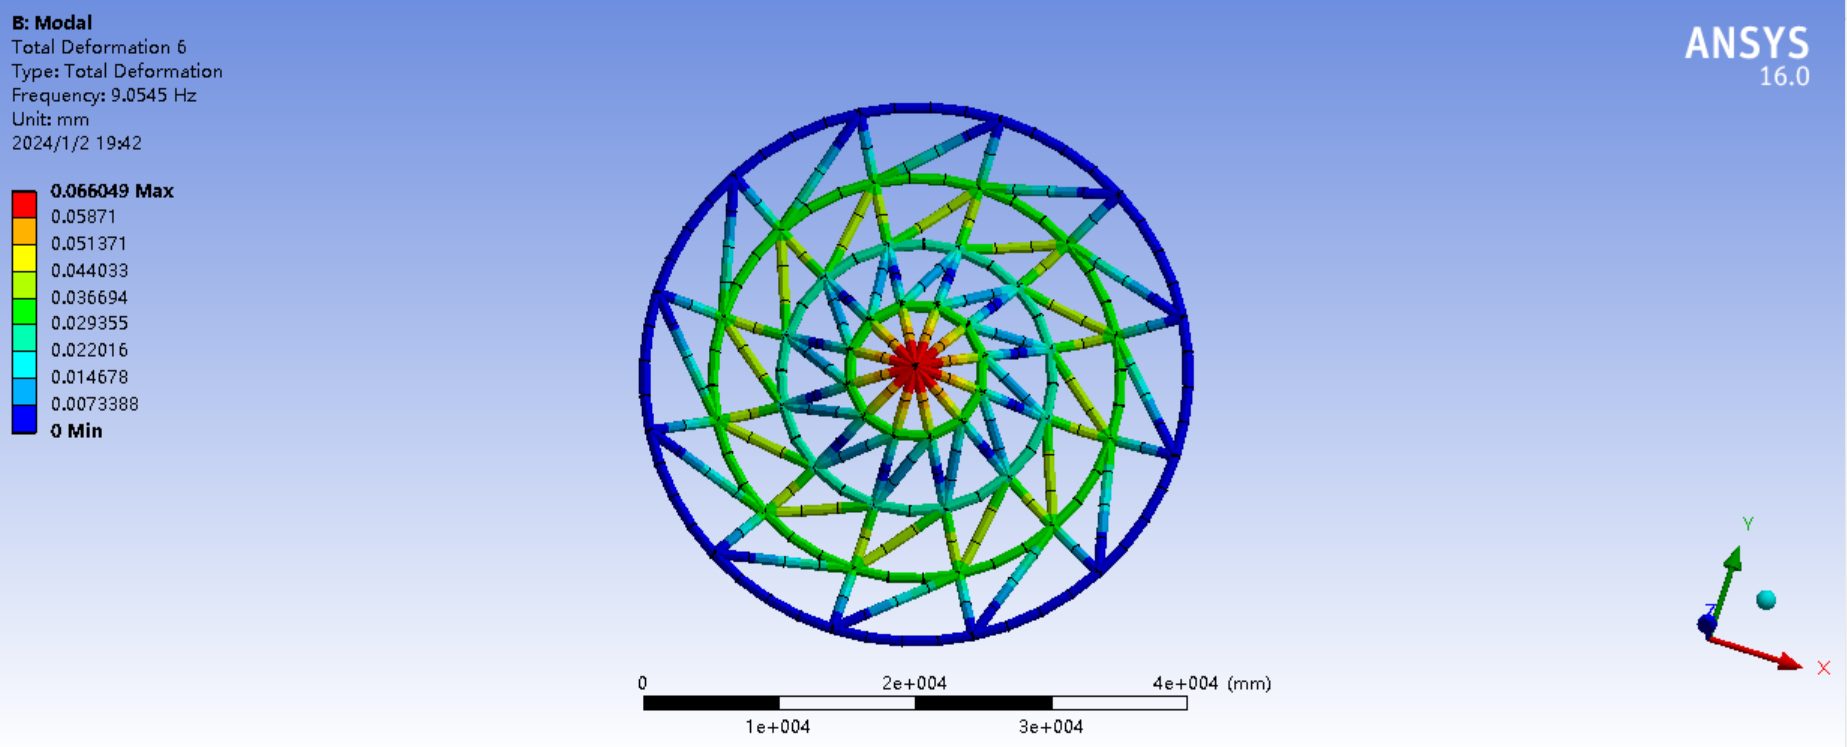 B: Modal
Total Deformation 6
Type: Total Deformation
Frequency: 9.0545 Hz
Unit: mm
2024/1/2 19:42
0.066049 Max
0.05871
0.051371
0.044033
0.036694
0.029355
0.022016
0.014678
0.0073388
0 Min
ANSYS
16.0
Y
Z
X
0 2e+004 4e+004 (mm)
1e+004 3e+004